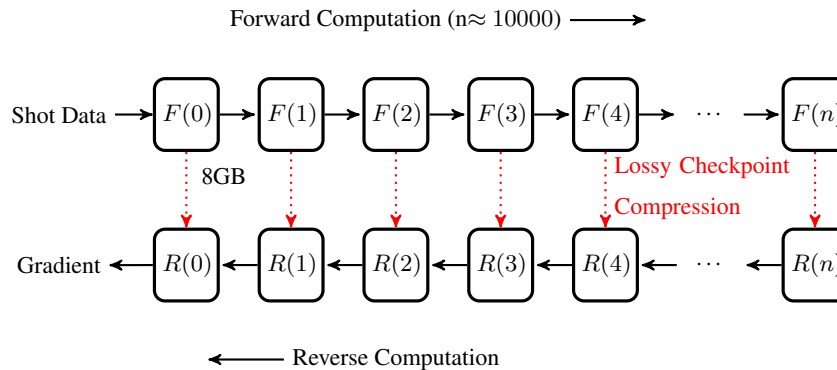 Forward Computation (n≈ 10000)
Shot Data F(0) F(1) F(2) F(3) F(4) ··· F(n)
8GB
Lossy Checkpoint
Compression
Gradient R(0) R(1) R(2) R(3) R(4) ··· R(n)
Reverse Computation